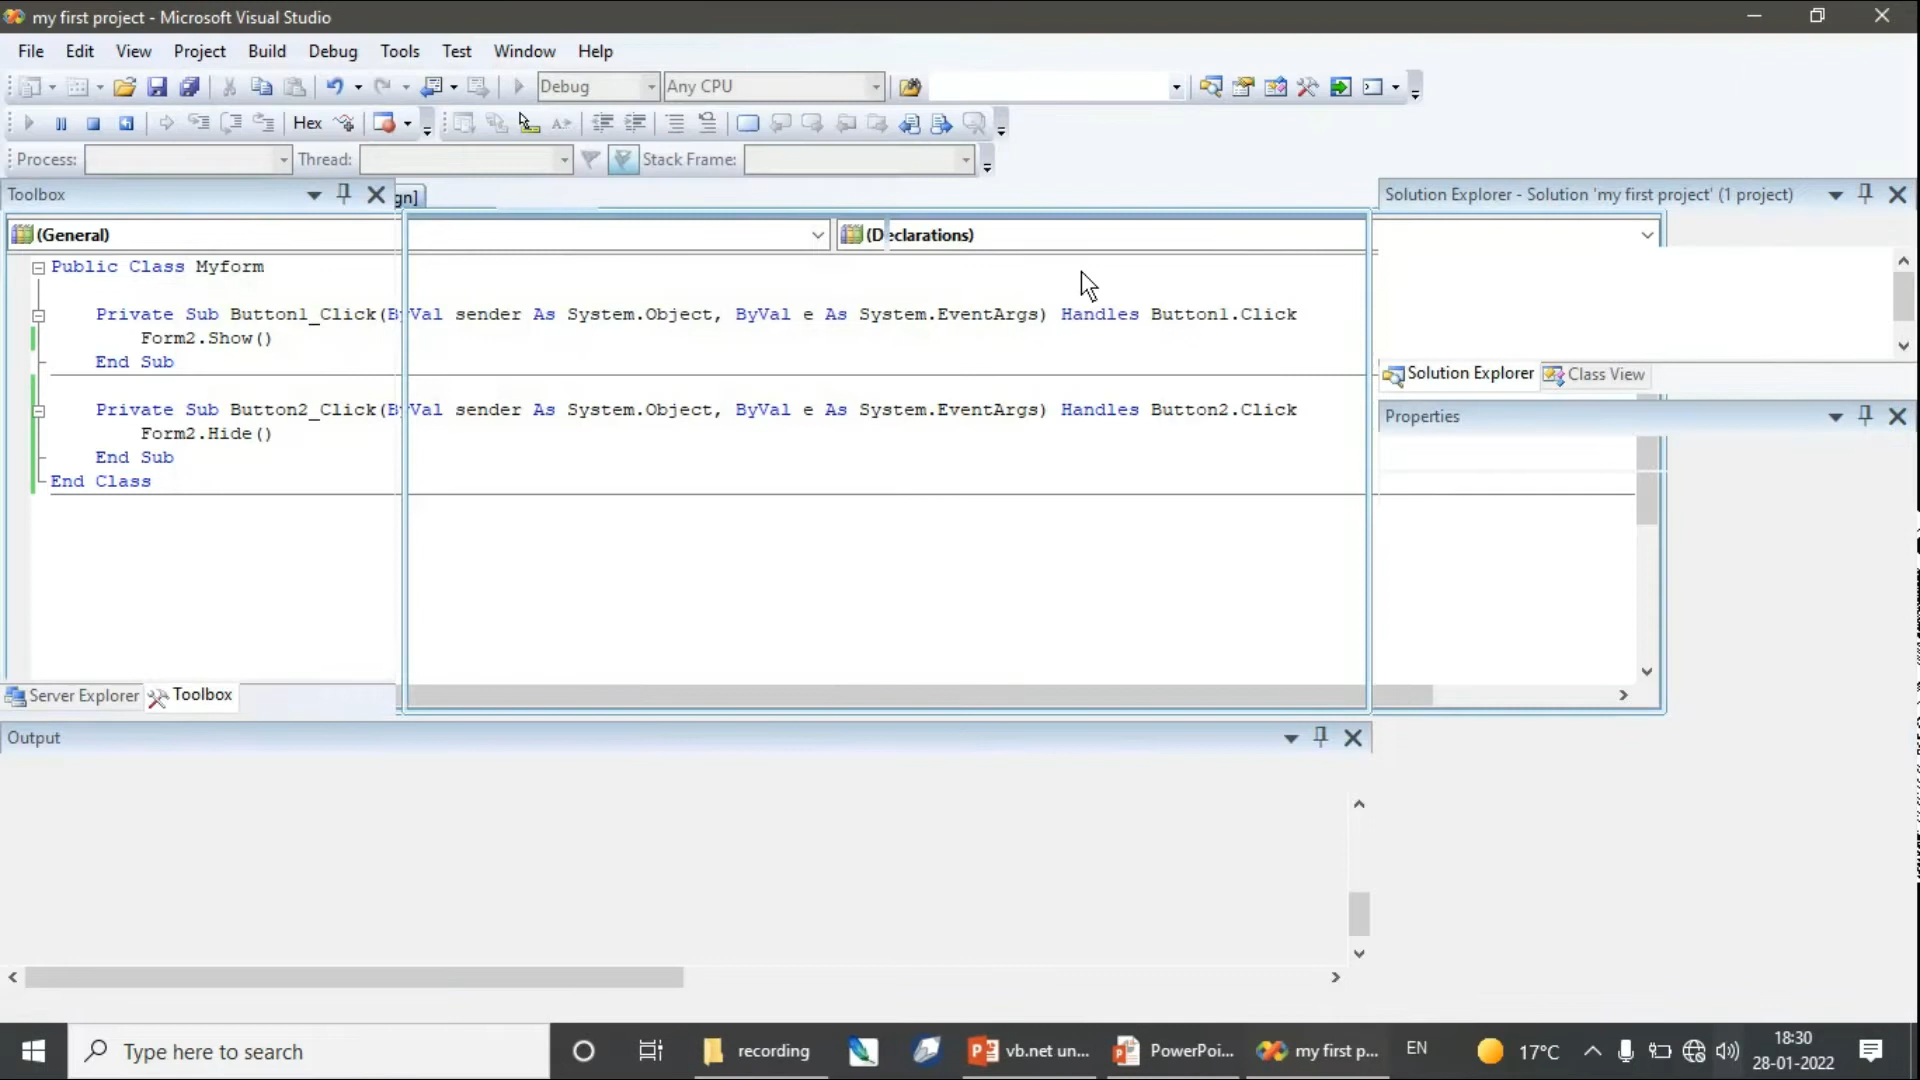 my first project - Microsoft Visual Studio
File Edit View Project Build Debug Tools Test Window Help
Debug Any CPU
Hex
Process: Thread: Stack Frame:
Toolbox
gn]
Solution Explorer - Solution 'my first project' (1 project)
(General) (Declarations)
Public Class Myform
Private Sub Button1_Click(ByVal sender As System.Object, ByVal e As System.EventArgs) Handles Button1.Click
Form2.Show()
End Sub
Solution Explorer Class View
Private Sub Button2_Click(ByVal sender As System.Object, ByVal e As System.EventArgs) Handles Button2.Click
Properties
Form2.Hide()
End Sub
End Class
Server Explorer Toolbox
Output
Type here to search
recording
vb.net un...
PowerPoi...
my first p...
EN
17°C
18:30
28-01-2022